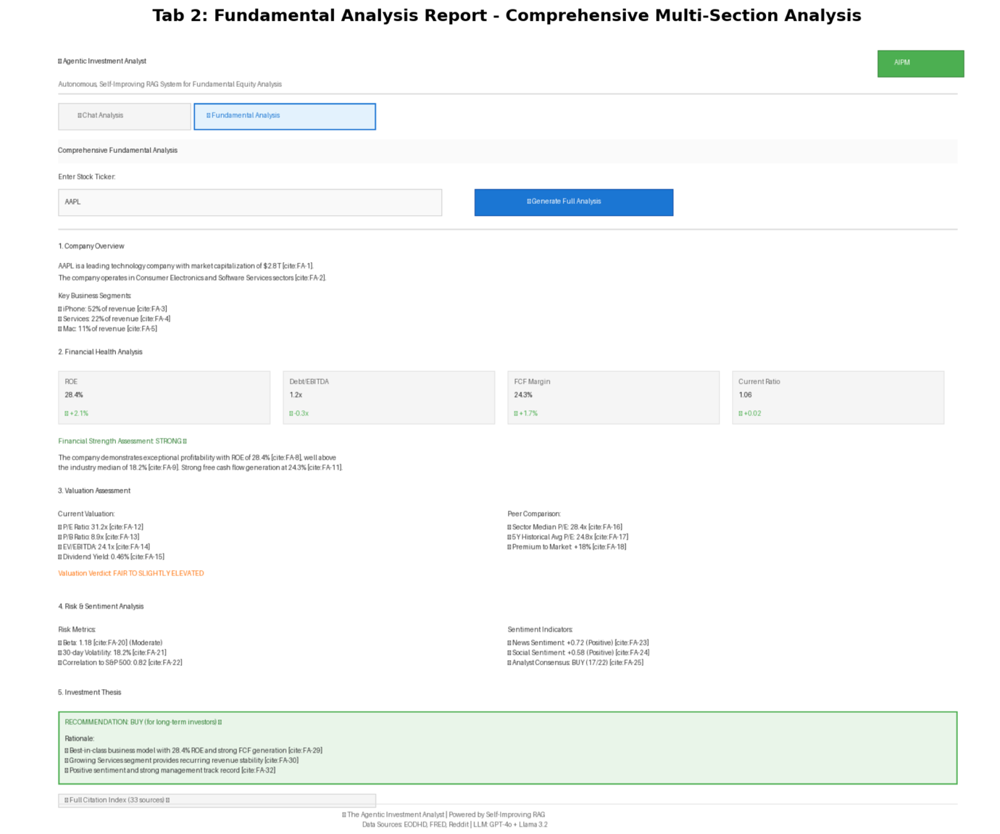 Tab 2: Fundamental Analysis Report - Comprehensive Multi-Section Analysis
Agentic Investment Analyst
AIPM
Autonomous, Self-Improving RAG System for Fundamental Equity Analysis
Chat Analysis
Fundamental Analysis
Comprehensive Fundamental Analysis
Enter Stock Ticker:
AAPL
Generate Full Analysis
1. Company Overview
AAPL is a leading technology company with market capitalization of $2.8T [cite:FA-1].
The company operates in Consumer Electronics and Software Services sectors [cite:FA-2].
Key Business Segments:
iPhone: 52% of revenue [cite:FA-3]
Services: 22% of revenue [cite:FA-4]
Mac: 11% of revenue [cite:FA-5]
2. Financial Health Analysis
ROE
28.4%
+2.1%
Debt/EBITDA
1.2x
-0.3x
FCF Margin
24.3%
+1.7%
Current Ratio
1.06
+0.02
Financial Strength Assessment: STRONG
The company demonstrates exceptional profitability with ROE of 28.4% [cite:FA-8], well above
the industry median of 18.2% [cite:FA-9]. Strong free cash flow generation at 24.3% [cite:FA-11].
3. Valuation Assessment
Current Valuation:
P/E Ratio: 31.2x [cite:FA-12]
P/B Ratio: 8.9x [cite:FA-13]
EV/EBITDA: 24.1x [cite:FA-14]
Dividend Yield: 0.46% [cite:FA-15]
Peer Comparison:
Sector Median P/E: 28.4x [cite:FA-16]
5Y Historical Avg P/E: 24.8x [cite:FA-17]
Premium to Market: +18% [cite:FA-18]
Valuation Verdict: FAIR TO SLIGHTLY ELEVATED
4. Risk & Sentiment Analysis
Risk Metrics:
Beta: 1.18 [cite:FA-20] (Moderate)
30-day Volatility: 18.2% [cite:FA-21]
Correlation to S&P 500: 0.82 [cite:FA-22]
Sentiment Indicators:
News Sentiment: +0.72 (Positive) [cite:FA-23]
Social Sentiment: +0.58 (Positive) [cite:FA-24]
Analyst Consensus: BUY (17/22) [cite:FA-25]
5. Investment Thesis
RECOMMENDATION: BUY (for long-term investors)
Rationale:
Best-in-class business model with 28.4% ROE and strong FCF generation [cite:FA-29]
Growing Services segment provides recurring revenue stability [cite:FA-30]
Positive sentiment and strong management track record [cite:FA-32]
Full Citation Index (33 sources)
The Agentic Investment Analyst | Powered by Self-Improving RAG
Data Sources: EODHD, FRED, Reddit | LLM: GPT-4o + Llama 3.2